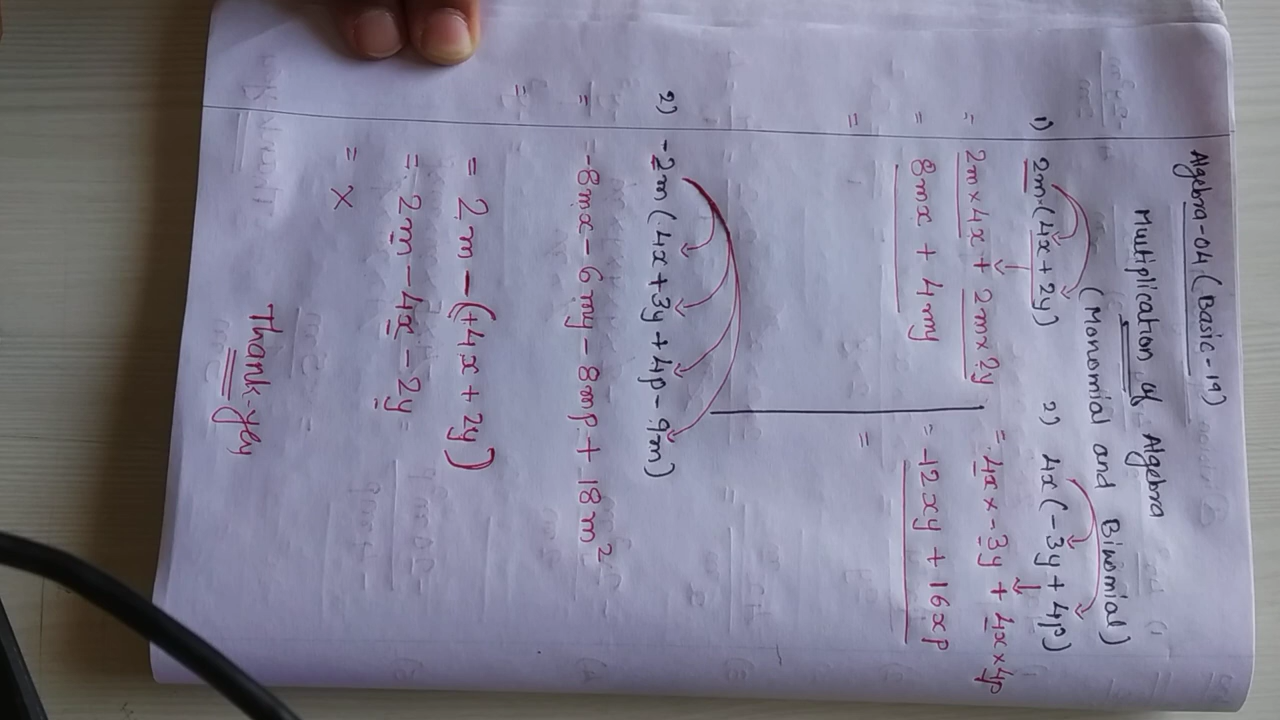 Algebra-04 (Basic-19)
Multiplication of Algebra
(Monomial and Binomial)
1) 2m(4x+2y)
= 2m×4x + 2m×2y
= 8mx + 4my
=
2) 4x(-3y+4p)
= 4x×-3y + 4x×4p
= -12xy + 16xp
=
2) -2m(4x+3y+4p-9m)
= -8mx - 6my - 8mp + 18m²
=
= 2m-(+4x+2y)
= 2m-4x-2y
= x
Thank-you